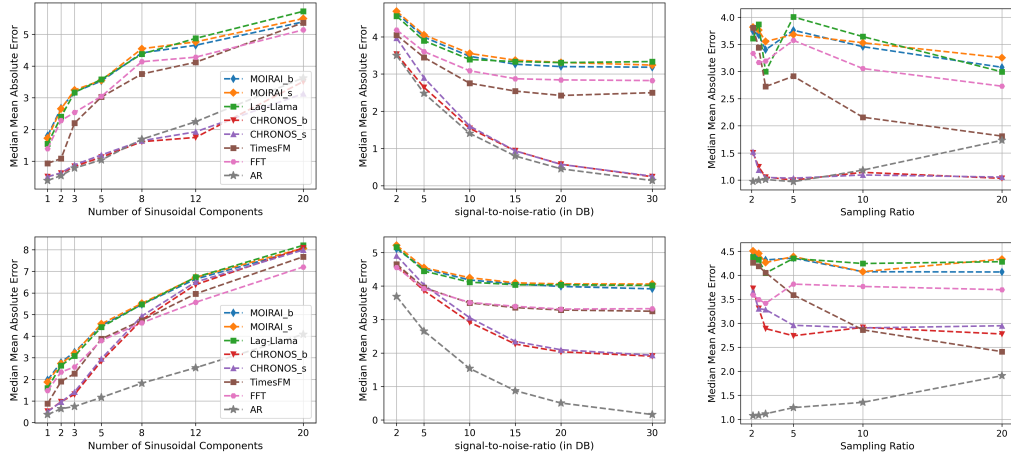 Median Mean Absolute Error
5
4
3
2
1
1 2 3 5 8 12 20
Number of Sinusoidal Components
MOIRAI_b
MOIRAI_s
Lag-Llama
CHRONOS_b
CHRONOS_s
TimesFM
FFT
AR
Median Mean Absolute Error
5
4
3
2
1
0
2 5 10 15 20 30
signal-to-noise-ratio (in DB)
Median Mean Absolute Error
4.0
3.5
3.0
2.5
2.0
1.5
1.0
2 5 10 20
Sampling Ratio
Median Mean Absolute Error
8
7
6
5
4
3
2
1
0
1 2 3 5 8 12 20
Number of Sinusoidal Components
MOIRAI_b
MOIRAI_s
Lag-Llama
CHRONOS_b
CHRONOS_s
TimesFM
FFT
AR
Median Mean Absolute Error
5
4
3
2
1
0
2 5 10 15 20 30
signal-to-noise-ratio (in DB)
Median Mean Absolute Error
4.5
4.0
3.5
3.0
2.5
2.0
1.5
1.0
2 5 10 20
Sampling Ratio